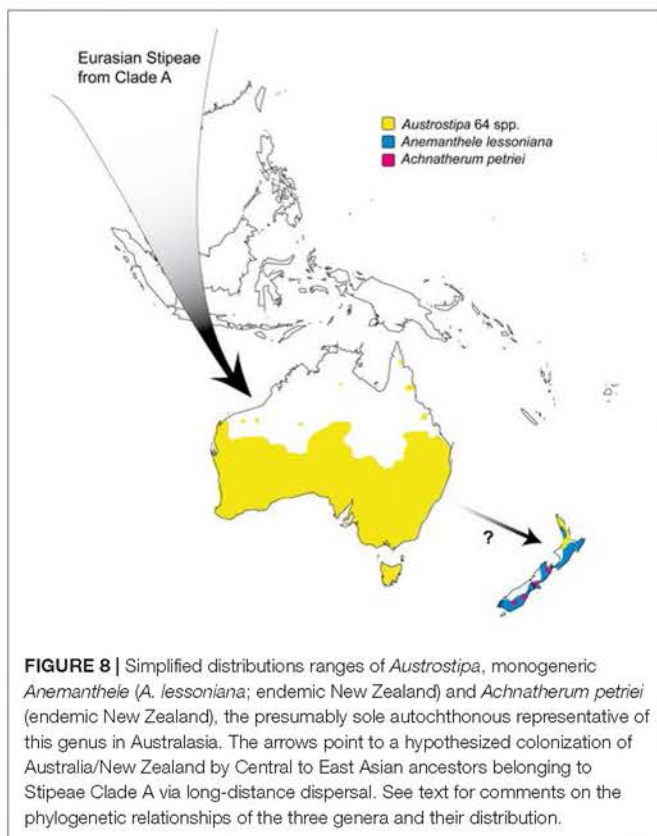 Eurasian Stipeae
from Clade A
Austrostipa 64 spp.
Anemanthele lessoniana
Achnatherum petriei
?
FIGURE 8 | Simplified distributions ranges of Austrostipa, monogeneric
Anemanthele (A. lessoniana; endemic New Zealand) and Achnatherum petriei
(endemic New Zealand), the presumably sole autochthonous representative of
this genus in Australasia. The arrows point to a hypothesized colonization of
Australia/New Zealand by Central to East Asian ancestors belonging to
Stipeae Clade A via long-distance dispersal. See text for comments on the
phylogenetic relationships of the three genera and their distribution.